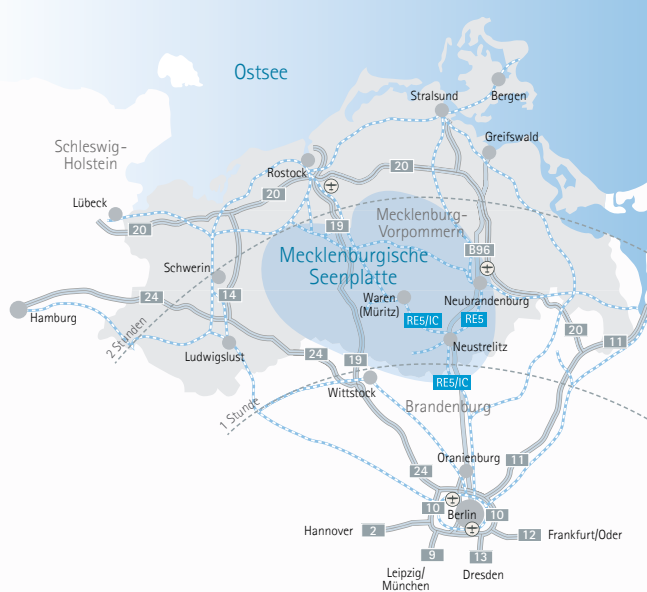 Ostsee
Stralsund
Bergen
Greifswald
Schleswig-
Holstein
Rostock
20
20
Lübeck
20
19
Mecklenburg-
Vorpommern
B96
Mecklenburgische
Seenplatte
Schwerin
14
24
Hamburg
Waren
(Müritz)
Neubrandenburg
RE5/IC
RE5
20
11
2 Stunden
Ludwigslust
24
19
Neustrelitz
RE5/IC
Wittstock
Brandenburg
1 Stunde
Oranienburg
24
11
10
Berlin
10
Hannover
2
12
Frankfurt/Oder
9
13
Leipzig/
München
Dresden